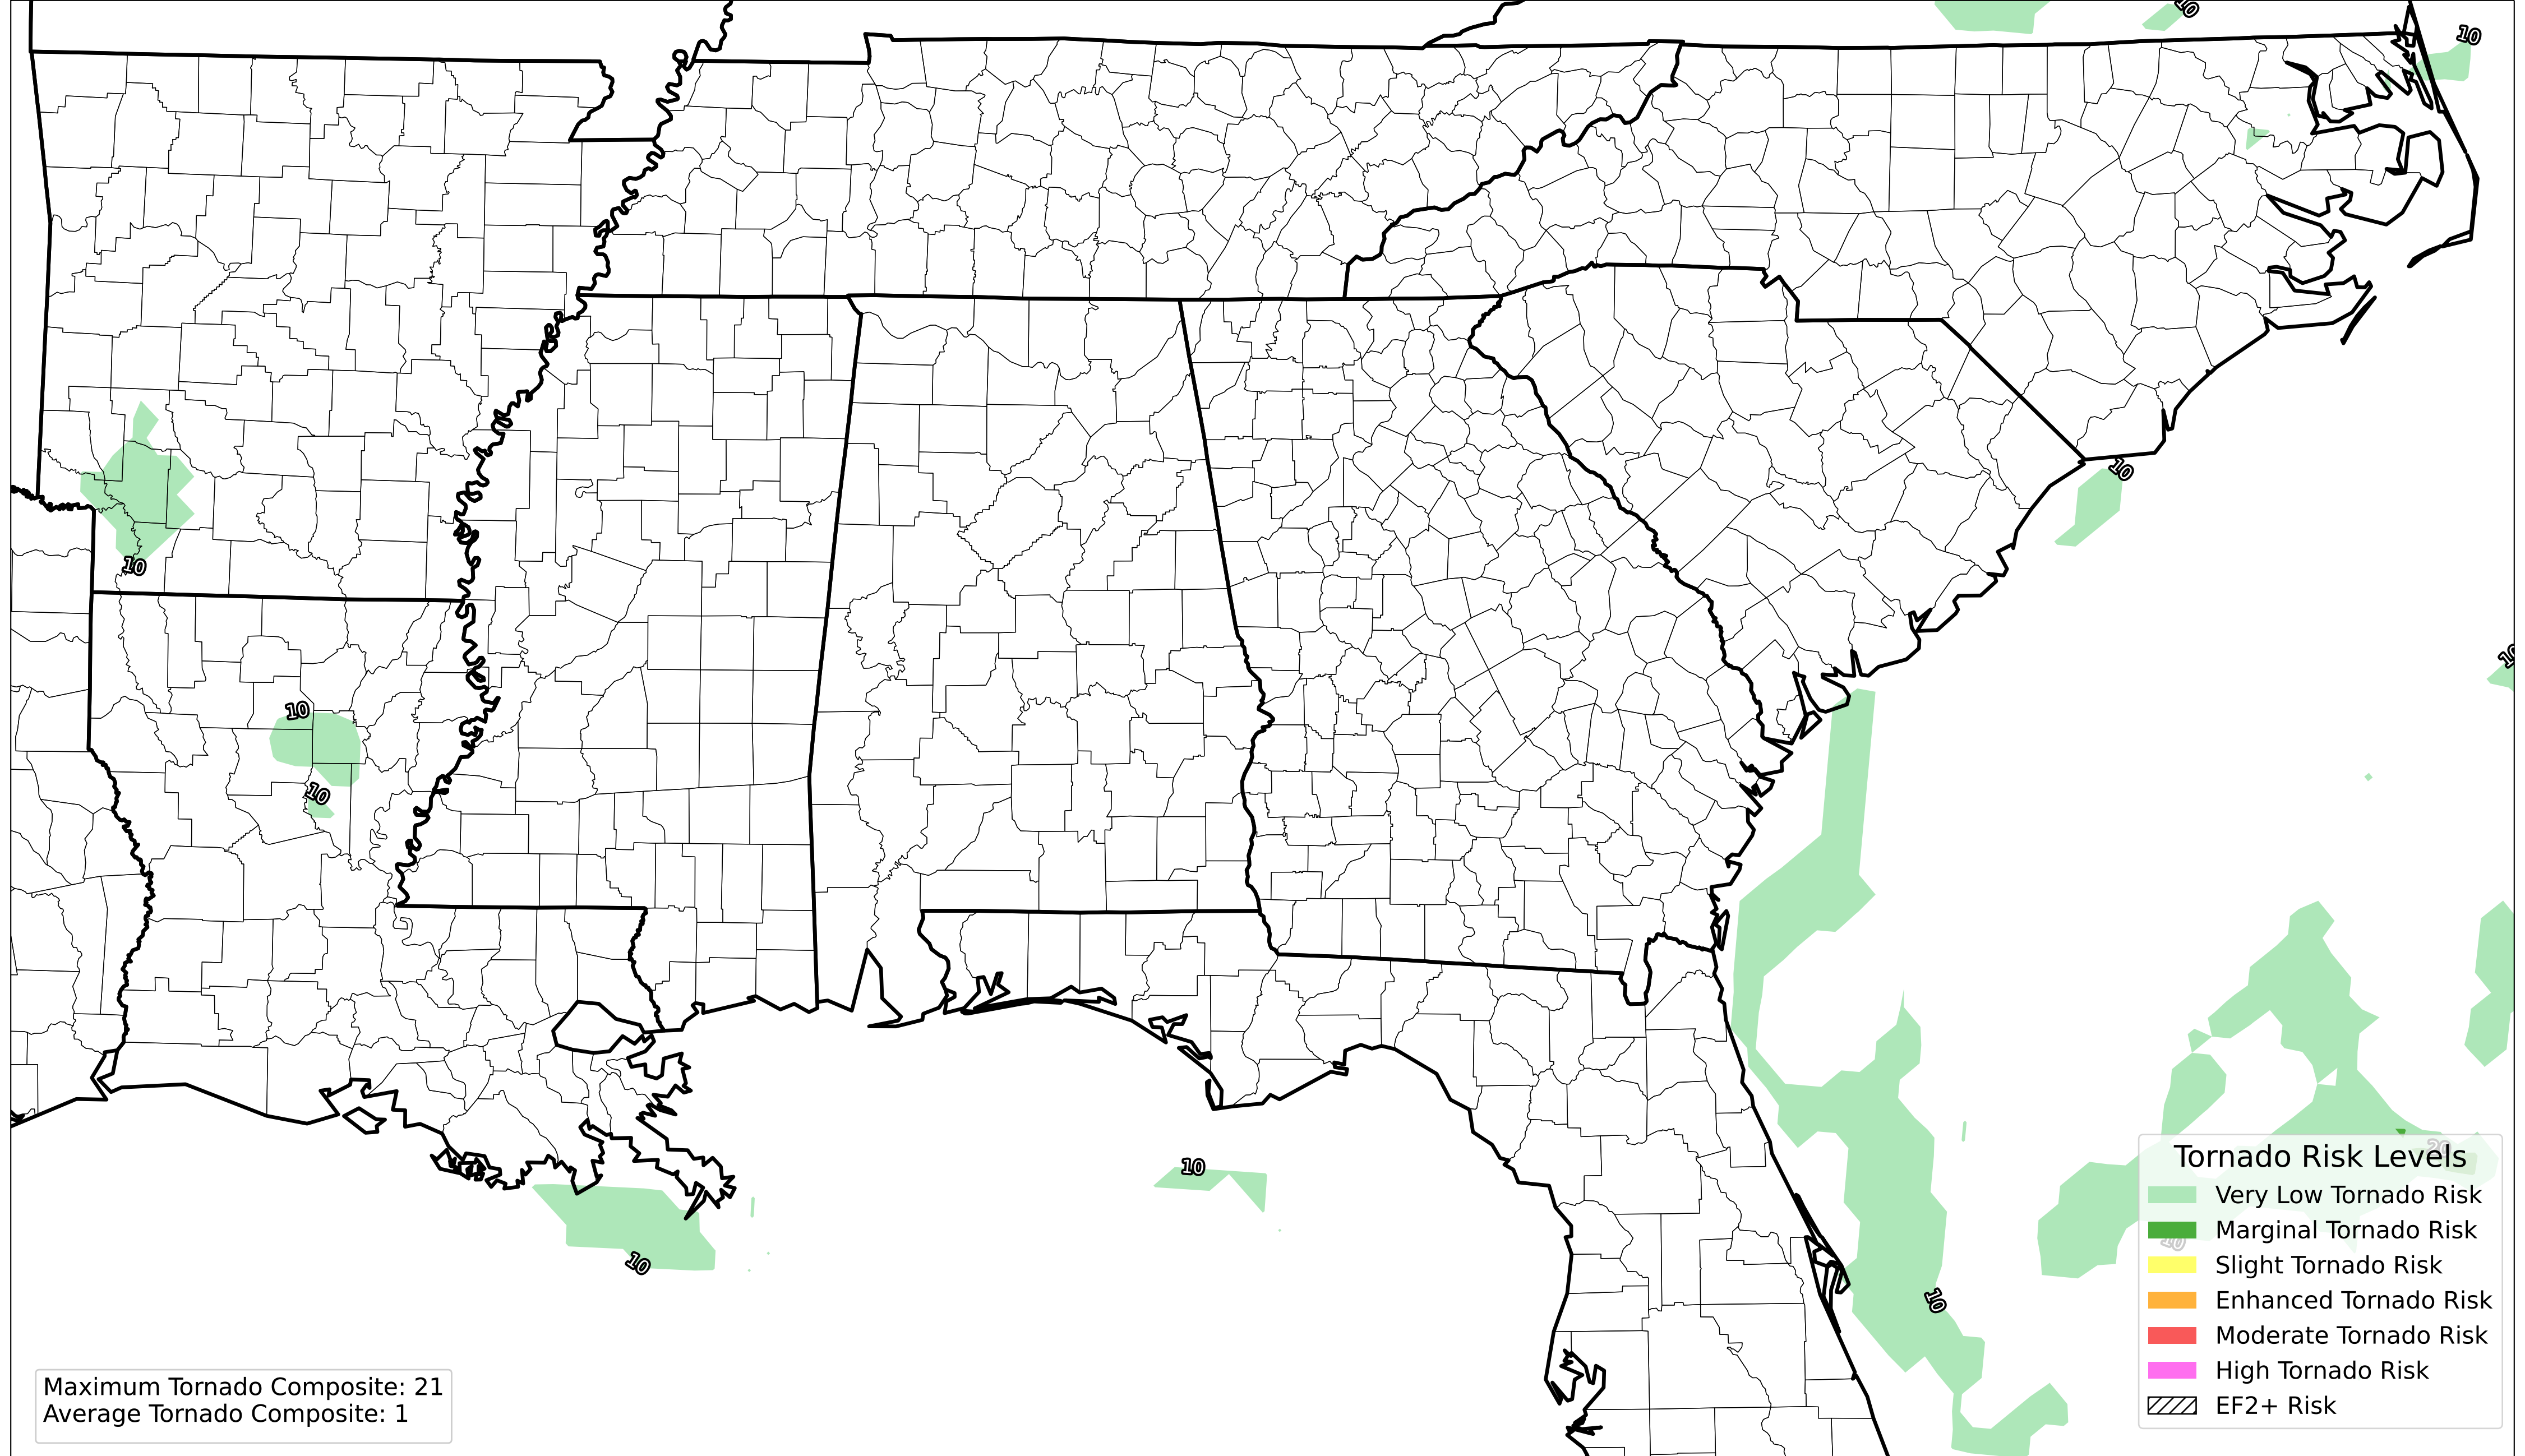 10
10
10
10
10
10
10
10
10
20
10
10
Tornado Risk Levels
Very Low Tornado Risk
Marginal Tornado Risk
Slight Tornado Risk
Enhanced Tornado Risk
Moderate Tornado Risk
High Tornado Risk
EF2+ Risk
Maximum Tornado Composite: 21
Average Tornado Composite: 1